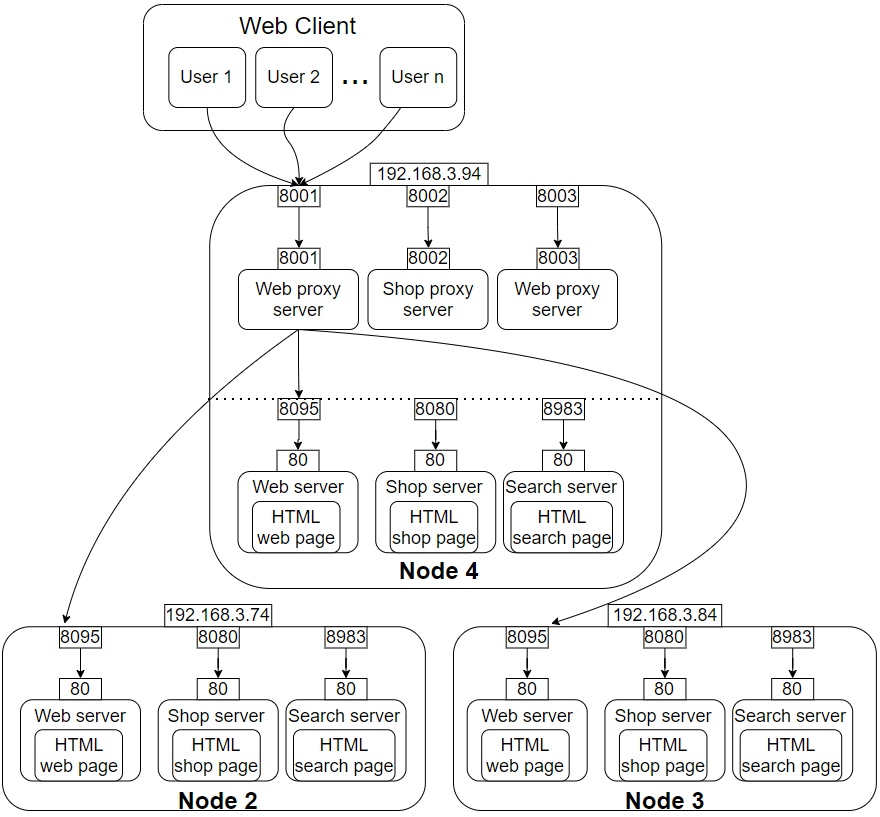 Web Client
User 1 User 2 ... User n
192.168.3.94
8001 8002 8003
8001 8002 8003
Web proxy server
Shop proxy server
Web proxy server
8095 8080 8983
80 80 80
Web server
HTML
web page
Shop server
HTML
shop page
Search server
HTML
search page
Node 4
192.168.3.74
8095 8080 8983
80 80 80
Web server
HTML
web page
Shop server
HTML
shop page
Search server
HTML
search page
Node 2
192.168.3.84
8095 8080 8983
80 80 80
Web server
HTML
web page
Shop server
HTML
shop page
Search server
HTML
search page
Node 3